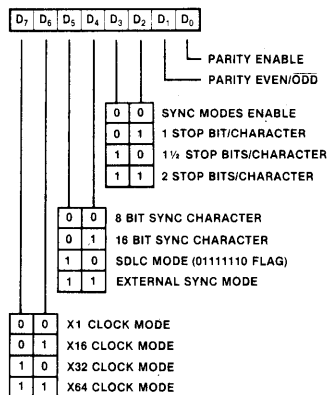 D7 D6 D5 D4 D3 D2 D1 D0
PARITY ENABLE
PARITY EVEN/O̅D̅D̅
0 0 SYNC MODES ENABLE
0 1 1 STOP BIT/CHARACTER
1 0 1½ STOP BITS/CHARACTER
1 1 2 STOP BITS/CHARACTER
0 0 8 BIT SYNC CHARACTER
0 1 16 BIT SYNC CHARACTER
1 0 SDLC MODE (01111110 FLAG)
1 1 EXTERNAL SYNC MODE
0 0 X1 CLOCK MODE
0 1 X16 CLOCK MODE
1 0 X32 CLOCK MODE
1 1 X64 CLOCK MODE